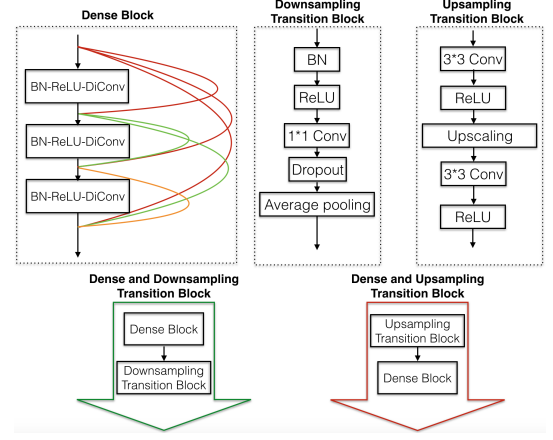 Dense Block
BN-ReLU-DiConv
BN-ReLU-DiConv
BN-ReLU-DiConv
Downsampling
Transition Block
BN
ReLU
1*1 Conv
Dropout
Average pooling
Upsampling
Transition Block
3*3 Conv
ReLU
Upscaling
3*3 Conv
ReLU
Dense and Downsampling
Transition Block
Dense Block
Downsampling
Transition Block
Dense and Upsampling
Transition Block
Upsampling
Transition Block
Dense Block